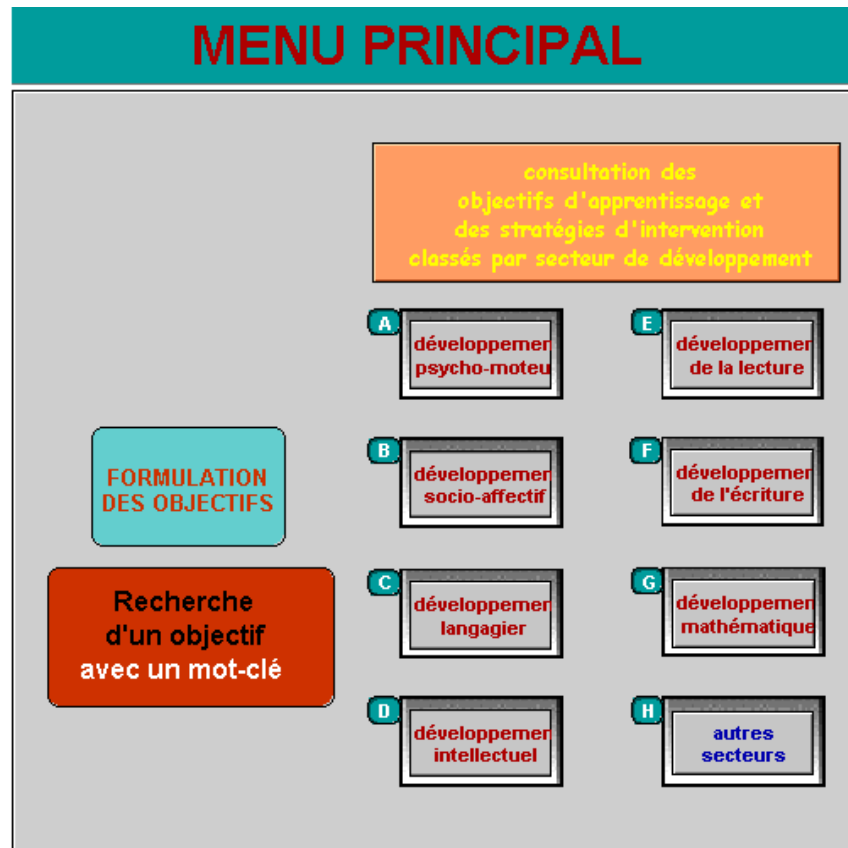 MENU PRINCIPAL
consultation des
objectifs d'apprentissage et
des stratégies d'intervention
classés par secteur de développement
A
développemen
psycho-moteu
B
développemen
socio-affectif
C
développemen
langagier
D
développemen
intellectuel
E
développemen
de la lecture
F
développemen
de l'écriture
G
développemen
mathématique
H
autres
secteurs
FORMULATION
DES OBJECTIFS
Recherche
d'un objectif
avec un mot-clé